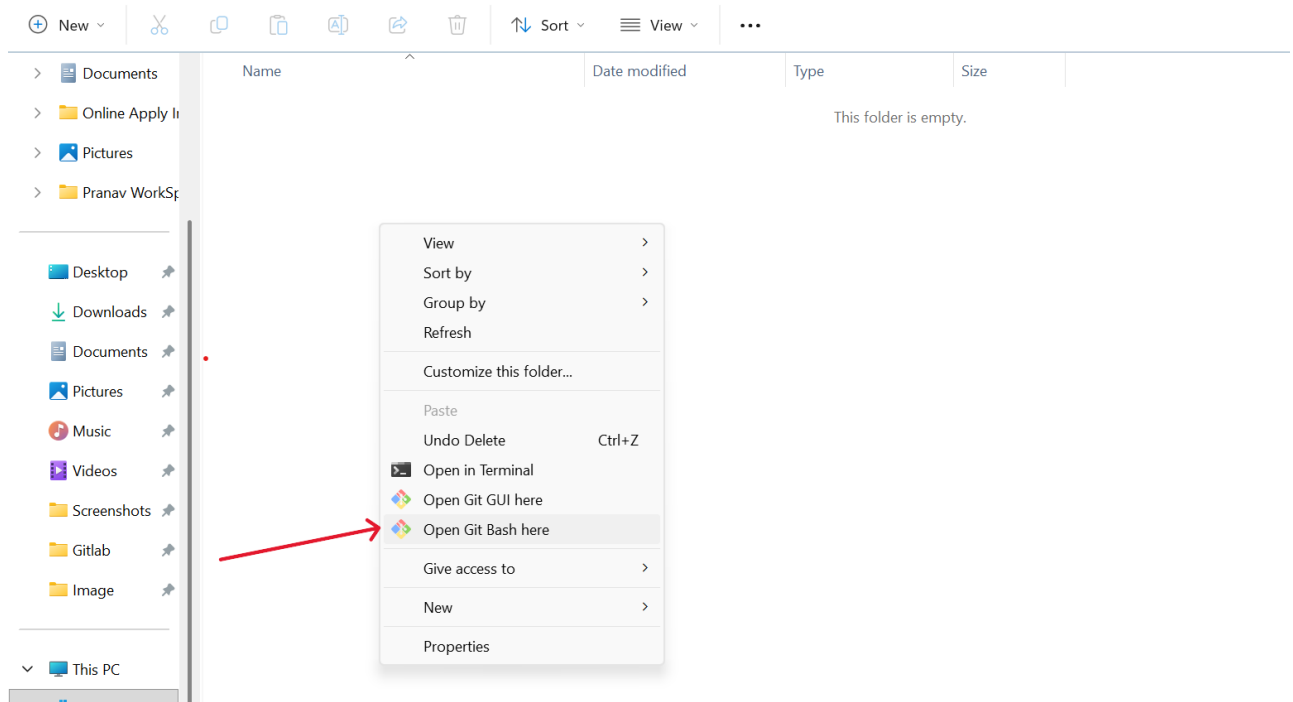 New
Sort
View
Documents
Online Apply In
Pictures
Pranav WorkSp
Desktop
Downloads
Documents
Pictures
Music
Videos
Screenshots
Gitlab
Image
This PC
Name
Date modified
Type
Size
This folder is empty.
View
Sort by
Group by
Refresh
Customize this folder...
Paste
Undo Delete Ctrl+Z
Open in Terminal
Open Git GUI here
Open Git Bash here
Give access to
New
Properties